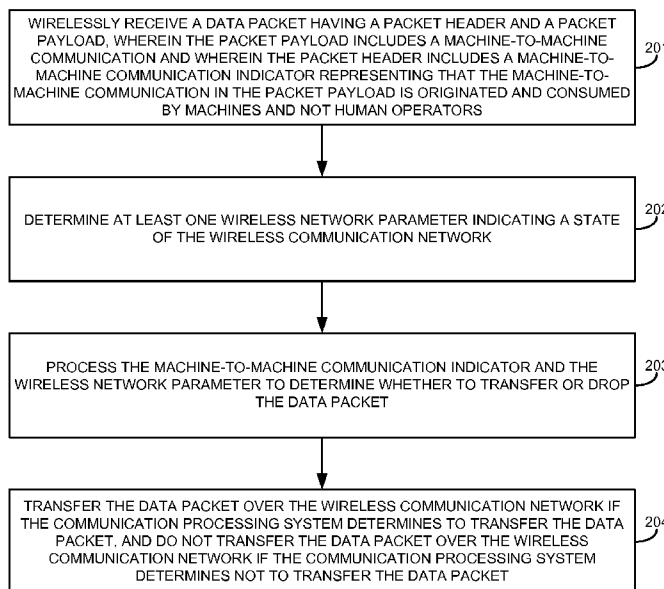 WIRELESSLY RECEIVE A DATA PACKET HAVING A PACKET HEADER AND A PACKET
PAYLOAD, WHEREIN THE PACKET PAYLOAD INCLUDES A MACHINE-TO-MACHINE
COMMUNICATION AND WHEREIN THE PACKET HEADER INCLUDES A MACHINE-TO-
MACHINE COMMUNICATION INDICATOR REPRESENTING THAT THE MACHINE-TO-
MACHINE COMMUNICATION IN THE PACKET PAYLOAD IS ORIGINATED AND CONSUMED
BY MACHINES AND NOT HUMAN OPERATORS
201
DETERMINE AT LEAST ONE WIRELESS NETWORK PARAMETER INDICATING A STATE
OF THE WIRELESS COMMUNICATION NETWORK
202
PROCESS THE MACHINE-TO-MACHINE COMMUNICATION INDICATOR AND THE
WIRELESS NETWORK PARAMETER TO DETERMINE WHETHER TO TRANSFER OR DROP
THE DATA PACKET
203
TRANSFER THE DATA PACKET OVER THE WIRELESS COMMUNICATION NETWORK IF
THE COMMUNICATION PROCESSING SYSTEM DETERMINES TO TRANSFER THE DATA
PACKET, AND DO NOT TRANSFER THE DATA PACKET OVER THE WIRELESS
COMMUNICATION NETWORK IF THE COMMUNICATION PROCESSING SYSTEM
DETERMINES NOT TO TRANSFER THE DATA PACKET
204